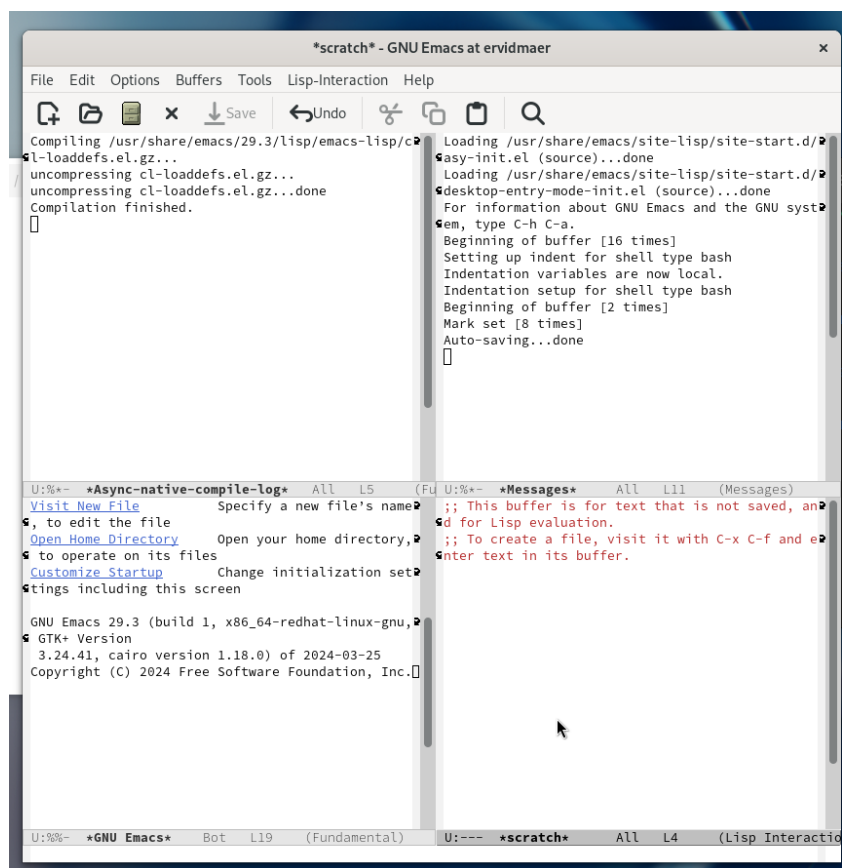 *scratch* - GNU Emacs at ervidmaer
File Edit Options Buffers Tools Lisp-Interaction Help
Save Undo
Compiling /usr/share/emacs/29.3/lisp/emacs-lisp/c
l-loaddefs.el.gz...
uncompressing cl-loaddefs.el.gz...
uncompressing cl-loaddefs.el.gz...done
Compilation finished.
U:%*- *Async-native-compile-log* All L5 (Fu
Loading /usr/share/emacs/site-lisp/site-start.d/
asy-init.el (source)...done
Loading /usr/share/emacs/site-lisp/site-start.d/
desktop-entry-mode-init.el (source)...done
For information about GNU Emacs and the GNU syst
em, type C-h C-a.
Beginning of buffer [16 times]
Setting up indent for shell type bash
Indentation variables are now local.
Indentation setup for shell type bash
Beginning of buffer [2 times]
Mark set [8 times]
Auto-saving...done
U:%*- *Messages* All L11 (Messages)
Visit New File Specify a new file’s name
, to edit the file
Open Home Directory Open your home directory,
to operate on its files
Customize Startup Change initialization set
tings including this screen
GNU Emacs 29.3 (build 1, x86_64-redhat-linux-gnu,
GTK+ Version
3.24.41, cairo version 1.18.0) of 2024-03-25
Copyright (C) 2024 Free Software Foundation, Inc.
U:%%- *GNU Emacs* Bot L19 (Fundamental)
;; This buffer is for text that is not saved, an
d for Lisp evaluation.
;; To create a file, visit it with C-x C-f and e
nter text in its buffer.
U:--- *scratch* All L4 (Lisp Interactio